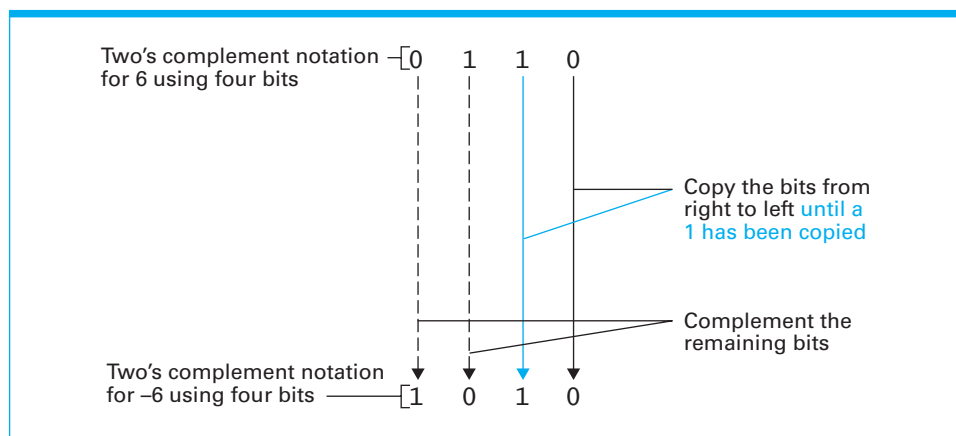 Two's complement notation
for 6 using four bits
0 1 1 0
Copy the bits from
right to left until a
1 has been copied
Complement the
remaining bits
Two's complement notation
for –6 using four bits
1 0 1 0